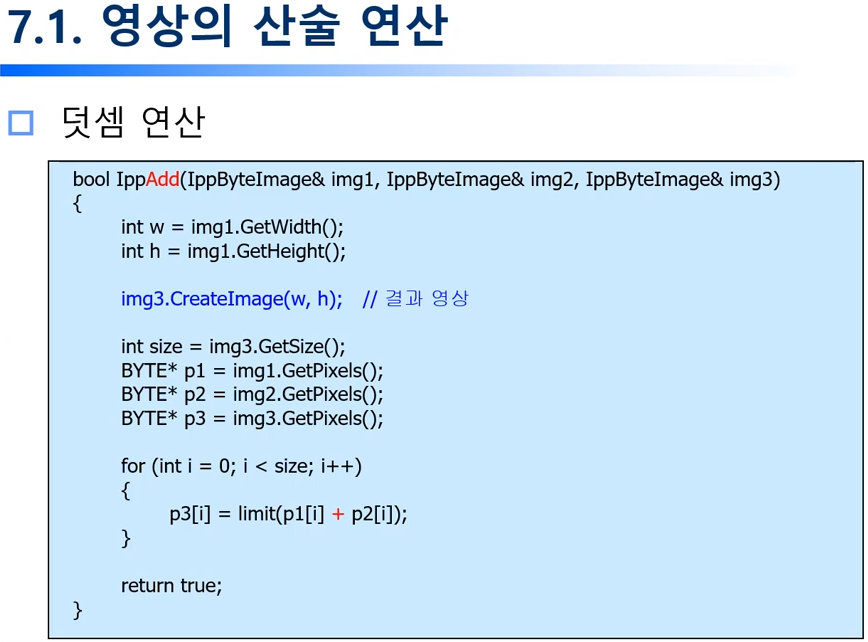 7.1. 영상의 산술 연산
덧셈 연산
bool IppAdd(IppByteImage& img1, IppByteImage& img2, IppByteImage& img3)
{
int w = img1.GetWidth();
int h = img1.GetHeight();
img3.CreateImage(w, h); // 결과 영상
int size = img3.GetSize();
BYTE* p1 = img1.GetPixels();
BYTE* p2 = img2.GetPixels();
BYTE* p3 = img3.GetPixels();
for (int i = 0; i < size; i++)
{
p3[i] = limit(p1[i] + p2[i]);
}
return true;
}